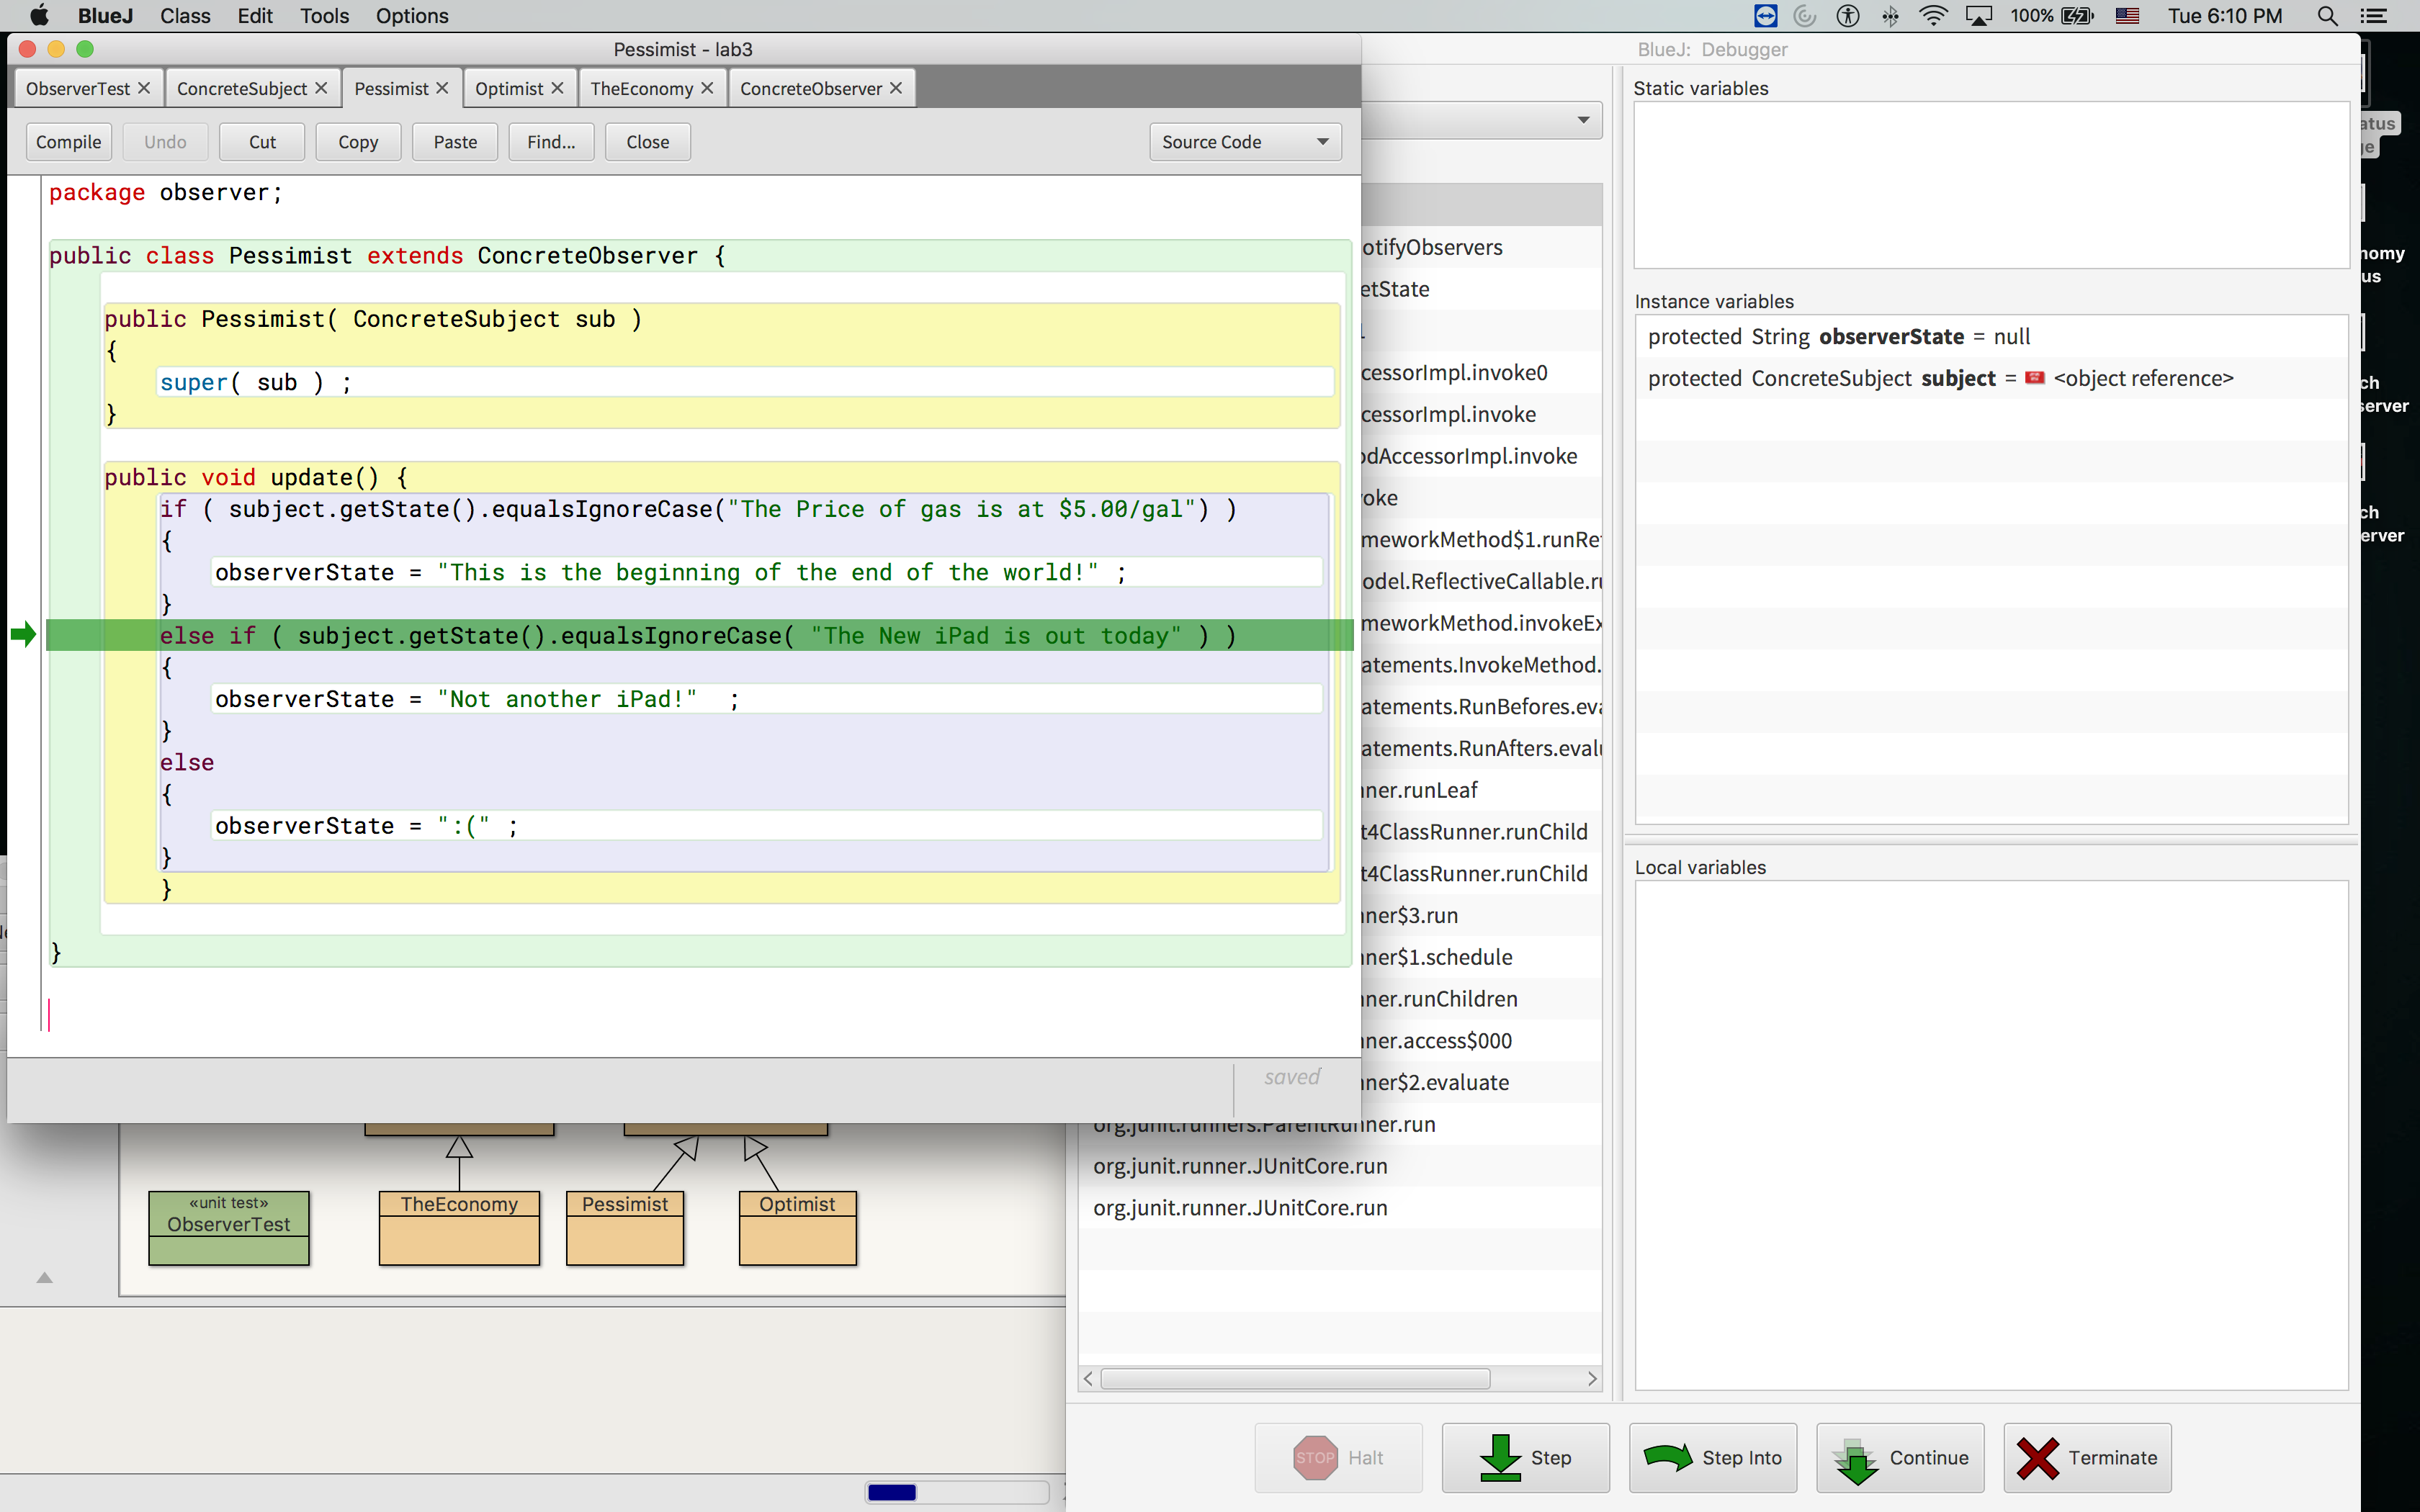 BlueJ Class Edit Tools Options 100% Tue 6:10 PM
Pessimist - lab3
ObserverTest ConcreteSubject Pessimist Optimist TheEconomy ConcreteObserver
Compile Undo Cut Copy Paste Find... Close Source Code
package observer;
public class Pessimist extends ConcreteObserver {
public Pessimist( ConcreteSubject sub )
{
super( sub ) ;
}
public void update() {
if ( subject.getState().equalsIgnoreCase("The Price of gas is at $5.00/gal") )
{
observerState = "This is the beginning of the end of the world!" ;
}
else if ( subject.getState().equalsIgnoreCase( "The New iPad is out today" ) )
{
observerState = "Not another iPad!"  ;
}
else
{
observerState = ":(" ;
}
}
}
saved
«unit test»
ObserverTest
TheEconomy
Pessimist
Optimist
BlueJ: Debugger
otifyObservers
etState
cessorImpl.invoke0
cessorImpl.invoke
odAccessorImpl.invoke
oke
meworkMethod$1.runRe
odel.ReflectiveCallable.r
meworkMethod.invokeEx
atements.InvokeMethod.
atements.RunBefores.eva
atements.RunAfters.eval
ner.runLeaf
t4ClassRunner.runChild
t4ClassRunner.runChild
ner$3.run
ner$1.schedule
ner.runChildren
ner.access$000
ner$2.evaluate
org.junit.runners.ParentRunner.run
org.junit.runner.JUnitCore.run
org.junit.runner.JUnitCore.run
Static variables
Instance variables
protected String observerState = null
protected ConcreteSubject subject = <object reference>
Local variables
STOP Halt Step Step Into Continue Terminate
atus
ge
nomy
us
ch
server
ch
erver